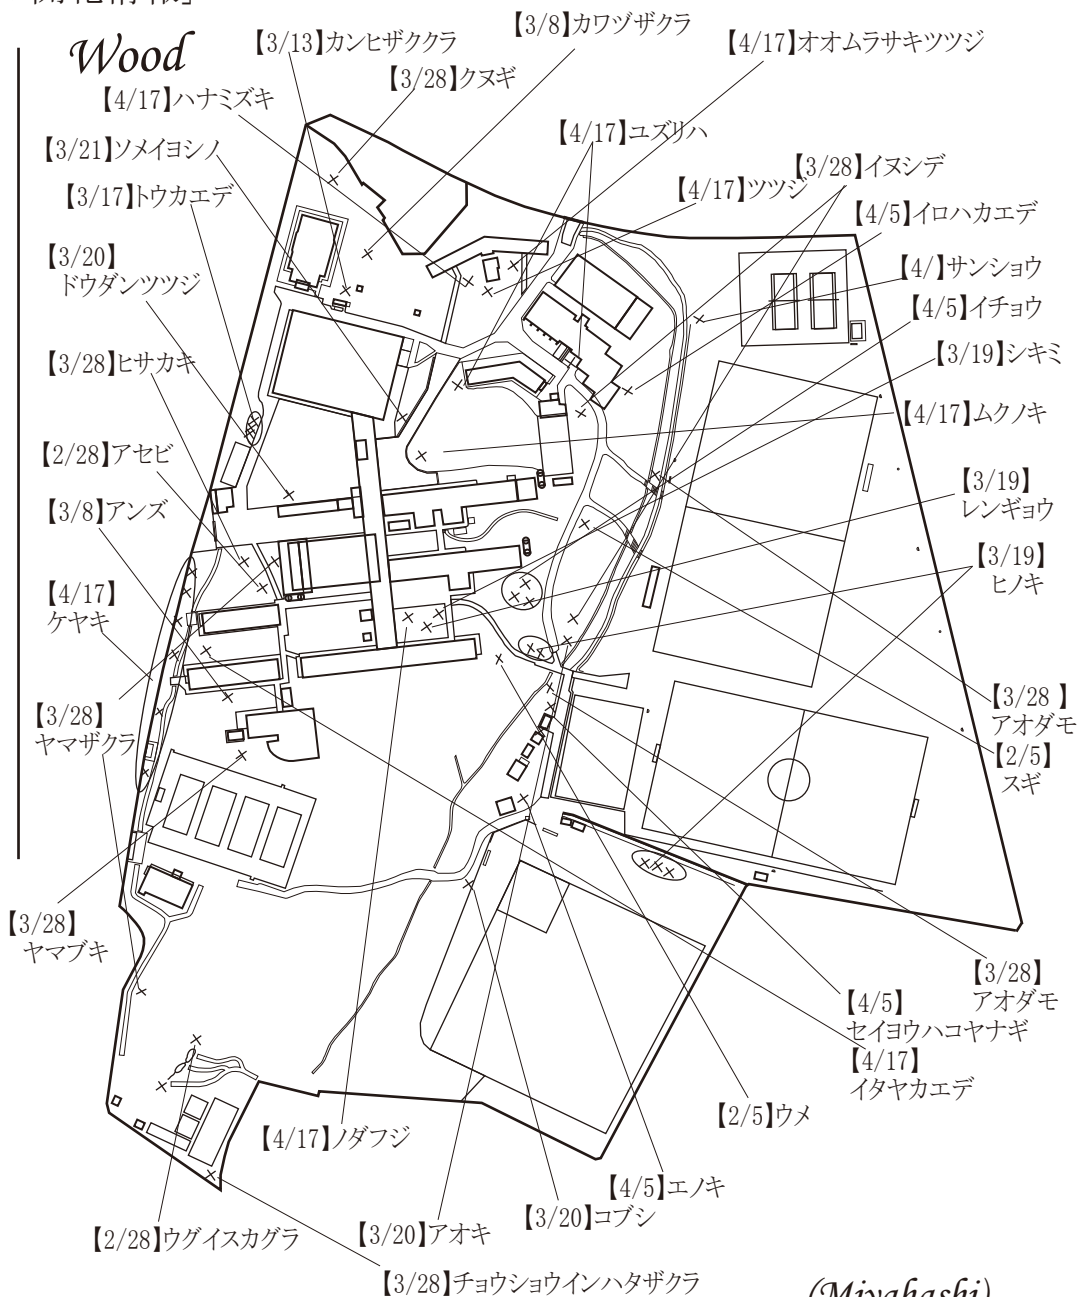 Wood
【3/13】カンヒザククラ
【3/8】カワヅザクラ
【4/17】オオムラサキツツジ
【3/28】クヌギ
【4/17】ハナミズキ
【4/17】ユズリハ
【3/21】ソメイヨシノ
【3/28】イヌシデ
【4/17】ツツジ
【3/17】トウカエデ
【4/5】イロハカエデ
【3/20】
ドウダンツツジ
【4/】サンショウ
【4/5】イチョウ
【3/28】ヒサカキ
【3/19】シキミ
【4/17】ムクノキ
【2/28】アセビ
【3/19】
レンギョウ
【3/8】アンズ
【3/19】
ヒノキ
【4/17】
ケヤキ
【3/28】
ヤマザクラ
【3/28 】
アオダモ
【2/5】
スギ
【3/28】
ヤマブキ
【3/28】
アオダモ
【4/5】
セイヨウハコヤナギ
【4/17】
イタヤカエデ
【2/5】ウメ
【4/17】ノダフジ
【4/5】エノキ
【3/20】コブシ
【2/28】ウグイスカグラ
【3/20】アオキ
【3/28】チョウショウインハタザクラ
(Miyahashi)